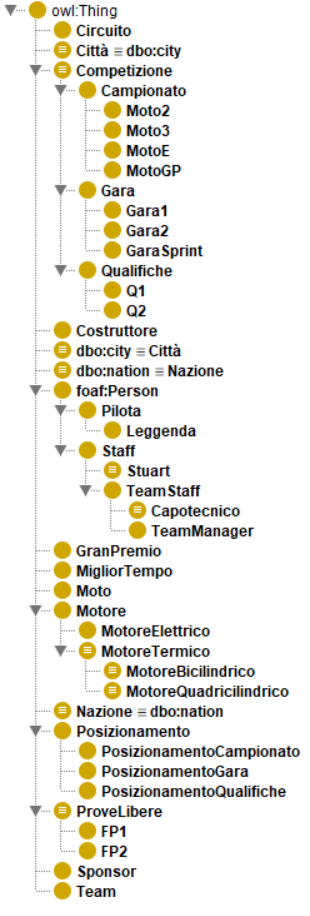 owl:Thing
Circuito
Città ≡ dbo:city
Competizione
Campionato
Moto2
Moto3
MotoE
MotoGP
Gara
Gara1
Gara2
GaraSprint
Qualifiche
Q1
Q2
Costruttore
dbo:city ≡ Città
dbo:nation ≡ Nazione
foaf:Person
Pilota
Leggenda
Staff
Stuart
TeamStaff
Capotecnico
TeamManager
GranPremio
MigliorTempo
Moto
Motore
MotoreElettrico
MotoreTermico
MotoreBicilindrico
MotoreQuadricilindrico
Nazione ≡ dbo:nation
Posizionamento
PosizionamentoCampionato
PosizionamentoGara
PosizionamentoQualifiche
ProveLibere
FP1
FP2
Sponsor
Team